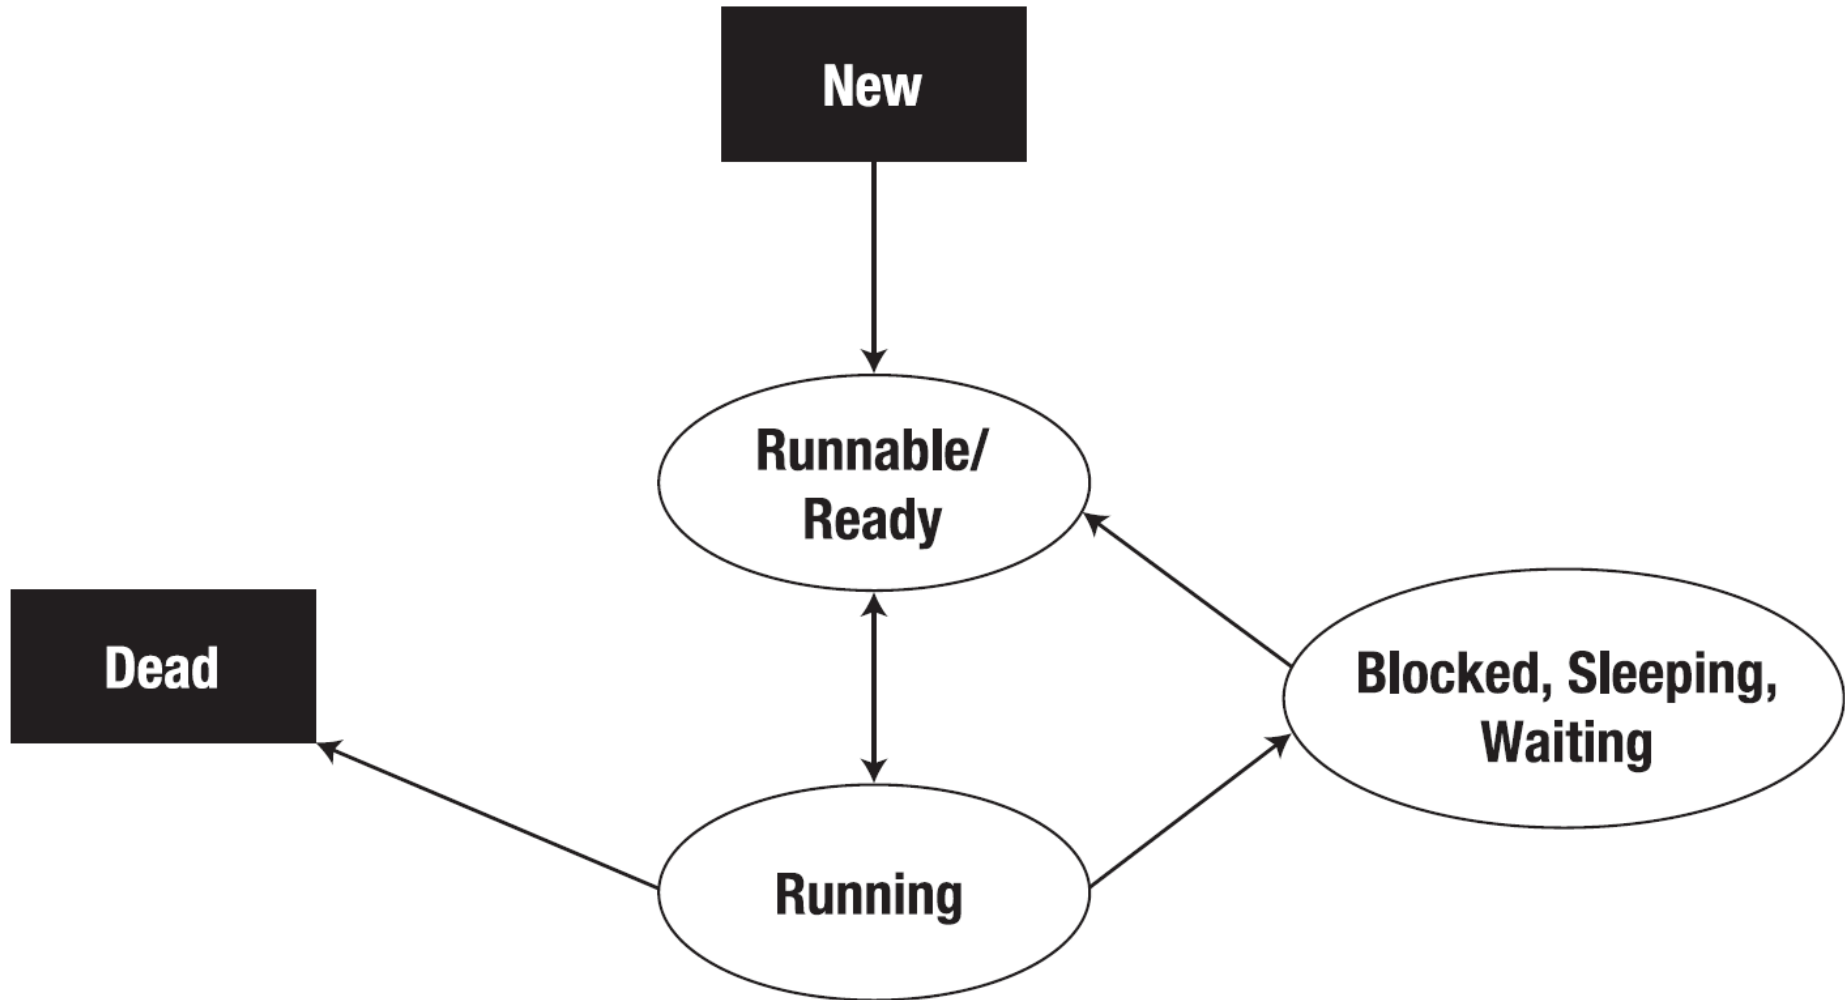 New
Runnable/
Ready
Dead
Blocked, Sleeping,
Waiting
Running